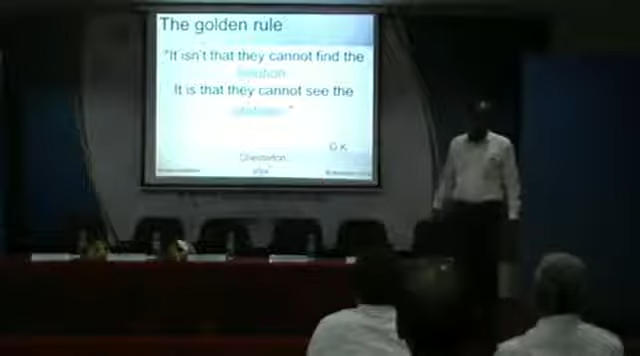 The golden rule
"It isn't that they cannot find the
solution.
It is that they cannot see the
"
G K
Chesterton